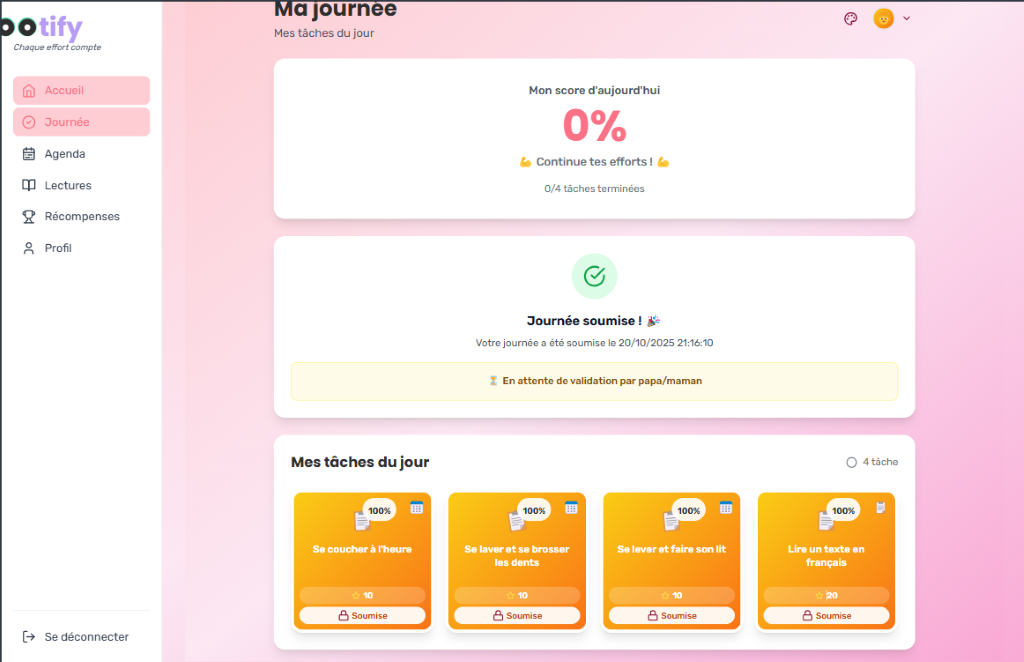 Ma journée
Mes tâches du jour
ootify
Chaque effort compte
Accueil
Journée
Agenda
Lectures
Récompenses
Profil
Se déconnecter
Mon score d'aujourd'hui
0%
💪 Continue tes efforts ! 💪
0/4 tâches terminées
Journée soumise ! 🎉
Votre journée a été soumise le 20/10/2025 21:16:10
⏳ En attente de validation par papa/maman
Mes tâches du jour
4 tâche
100%
Se coucher à l'heure
10
Soumise
100%
Se laver et se brosser
les dents
10
Soumise
100%
Se lever et faire son lit
10
Soumise
100%
Lire un texte en
français
20
Soumise